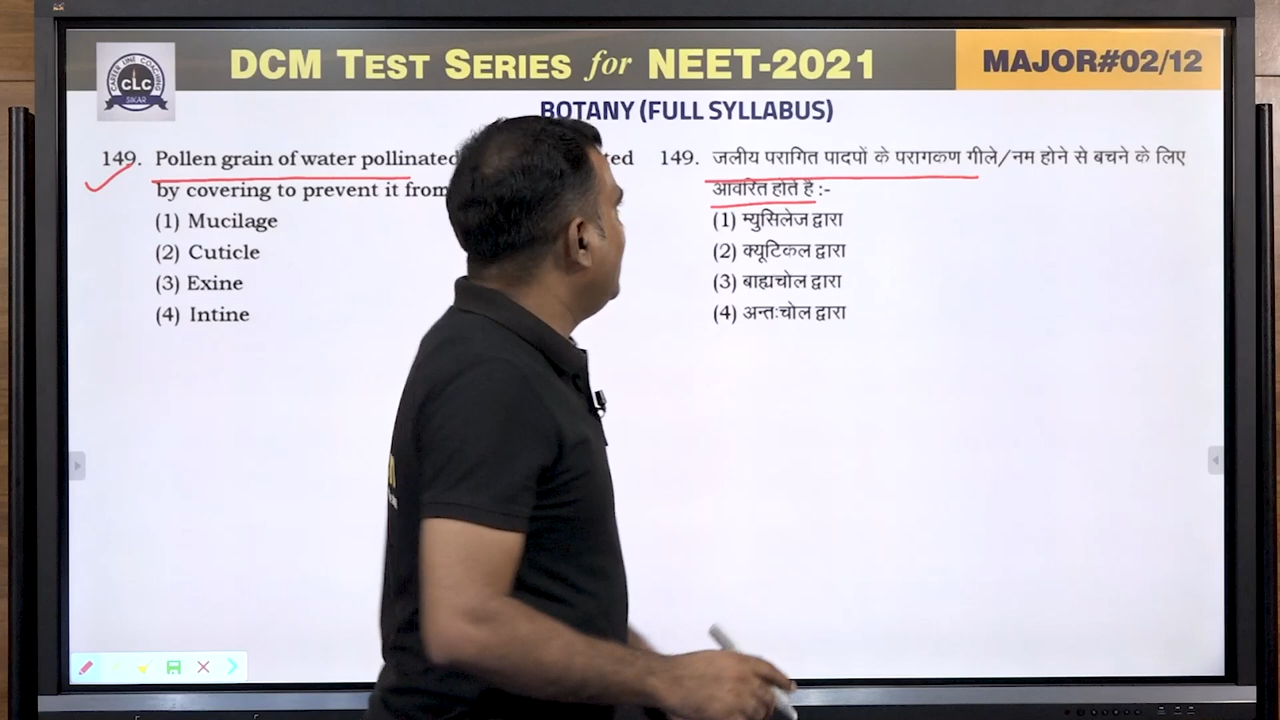 DCM TEST SERIES for NEET-2021
MAJOR#02/12
CLC
SIKAR
BOTANY (FULL SYLLABUS)
149. Pollen grain of water pollinated
by covering to prevent it from
(1) Mucilage
(2) Cuticle
(3) Exine
(4) Intine
149. जलीय परागित पादपों के परागकण गीले/नम होने से बचने के लिए
आवरित होते है :-
(1) म्युसिलेज द्वारा
(2) क्यूटिकल द्वारा
(3) बाह्यचोल द्वारा
(4) अन्तःचोल द्वारा